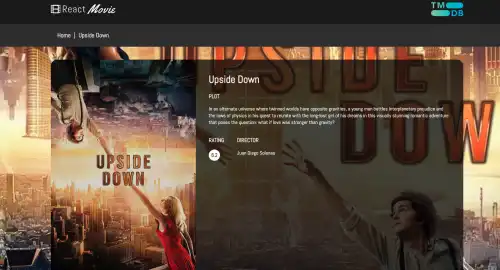 React Movie
TM
DB
Home | Upside Down
UPSIDE
DOWN
Upside Down
PLOT
In an alternate universe where twinned worlds have opposite gravities, a young man battles interplanetary prejudice and
the laws of physics in his quest to reunite with the long-lost girl of his dreams in this visually stunning romantic adventure
that poses the question: what if love was stronger than gravity?
RATING
DIRECTOR
6.2
Juan Diego Solanas
UPSIDE
DOWN